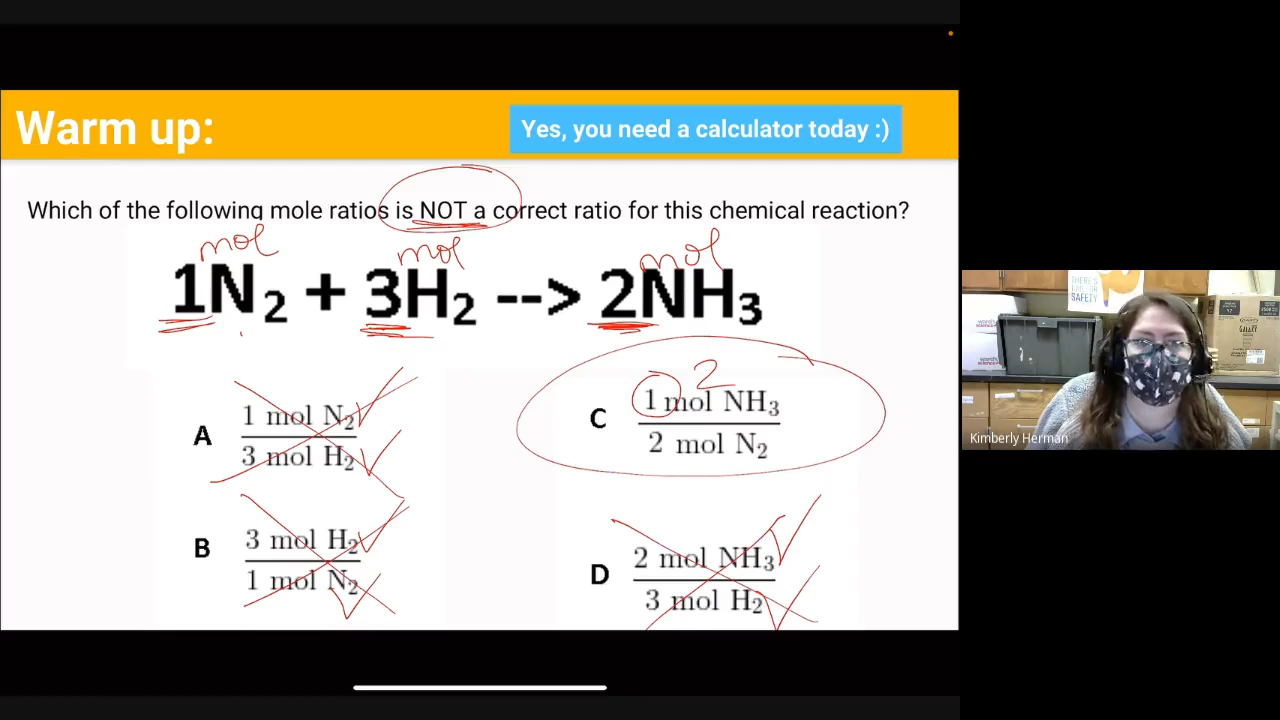 Warm up:
Yes, you need a calculator today :)
Which of the following mole ratios is NOT a correct ratio for this chemical reaction?
mol mol mol
1N₂ + 3H₂ --> 2NH₃
A
1 mol N₂
3 mol H₂
2
C
1 mol NH₃
2 mol N₂
B
3 mol H₂
1 mol N₂
D
2 mol NH₃
3 mol H₂
THERE'S
SAFETY
Kimberly Herman